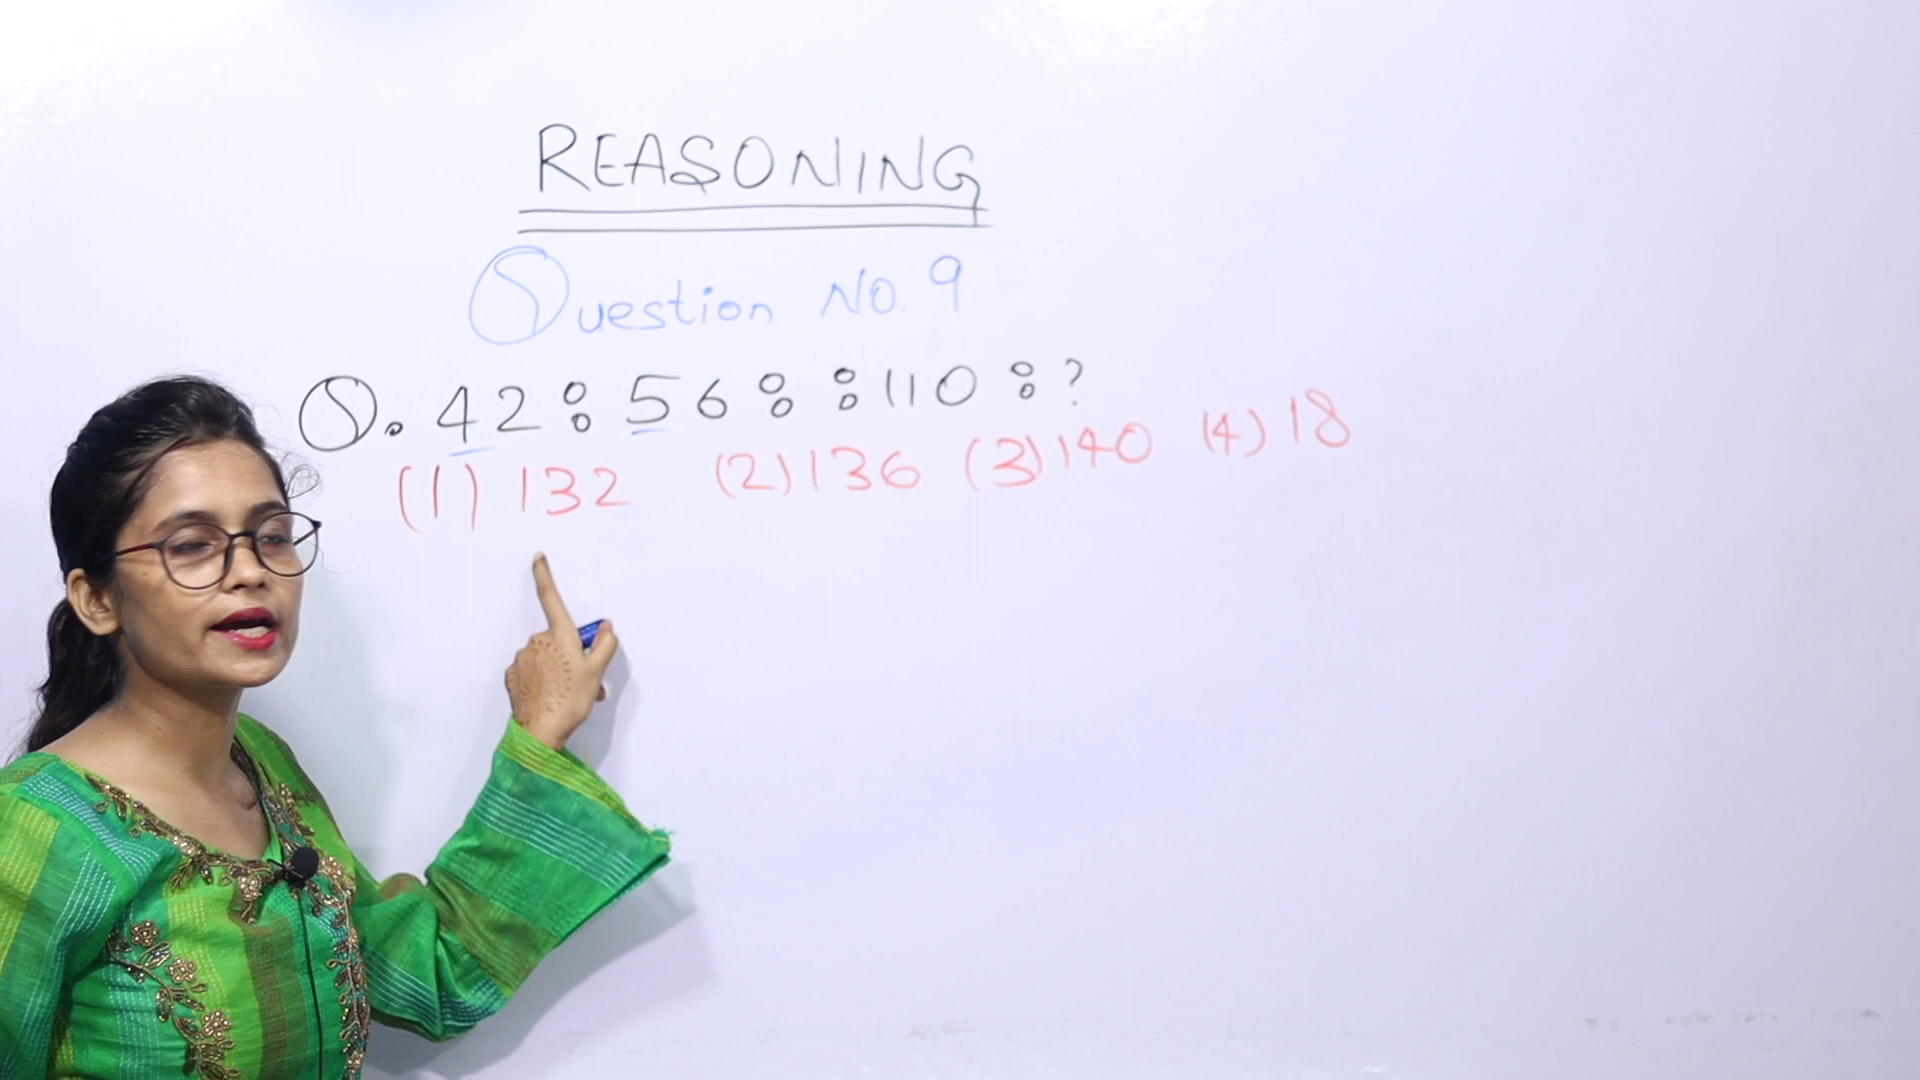 REASONING
Question No. 9
Q. 42 : 56 : : 110 : ?
(1) 132 (2) 136 (3) 140 (4) 18